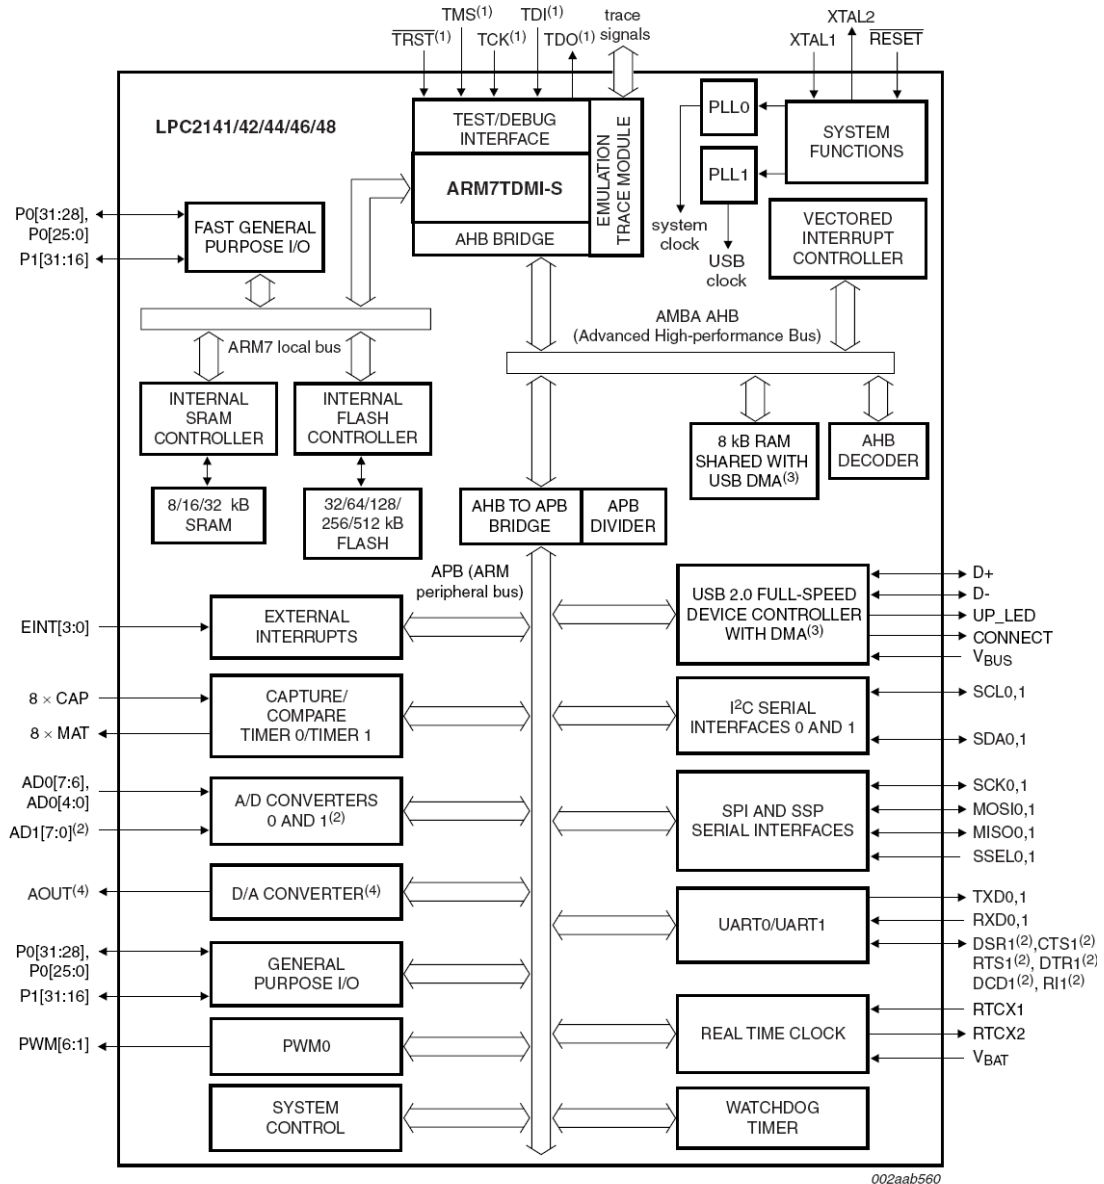 TMS(1)
TDI(1)
trace
signals
TRST(1)
TCK(1)
TDO(1)
XTAL2
XTAL1
RESET
LPC2141/42/44/46/48
TEST/DEBUG
INTERFACE
ARM7TDMI-S
AHB BRIDGE
EMULATION
TRACE MODULE
PLL0
PLL1
SYSTEM
FUNCTIONS
system
clock
USB
clock
VECTORED
INTERRUPT
CONTROLLER
P0[31:28],
P0[25:0]
P1[31:16]
FAST GENERAL
PURPOSE I/O
ARM7 local bus
AMBA AHB
(Advanced High-performance Bus)
INTERNAL
SRAM
CONTROLLER
INTERNAL
FLASH
CONTROLLER
8/16/32 kB
SRAM
32/64/128/
256/512 kB
FLASH
8 kB RAM
SHARED WITH
USB DMA(3)
AHB
DECODER
AHB TO APB
BRIDGE
APB
DIVIDER
APB (ARM
peripheral bus)
EINT[3:0]
EXTERNAL
INTERRUPTS
USB 2.0 FULL-SPEED
DEVICE CONTROLLER
WITH DMA(3)
D+
D-
UP_LED
CONNECT
VBUS
8 × CAP
8 × MAT
CAPTURE/
COMPARE
TIMER 0/TIMER 1
I2C SERIAL
INTERFACES 0 AND 1
SCL0,1
SDA0,1
AD0[7:6],
AD0[4:0]
AD1[7:0](2)
A/D CONVERTERS
0 AND 1(2)
SPI AND SSP
SERIAL INTERFACES
SCK0,1
MOSI0,1
MISO0,1
SSEL0,1
AOUT(4)
D/A CONVERTER(4)
UART0/UART1
TXD0,1
RXD0,1
DSR1(2),CTS1(2)
RTS1(2), DTR1(2)
DCD1(2), RI1(2)
P0[31:28],
P0[25:0]
P1[31:16]
GENERAL
PURPOSE I/O
REAL TIME CLOCK
RTCX1
RTCX2
VBAT
PWM[6:1]
PWM0
SYSTEM
CONTROL
WATCHDOG
TIMER
002aab560